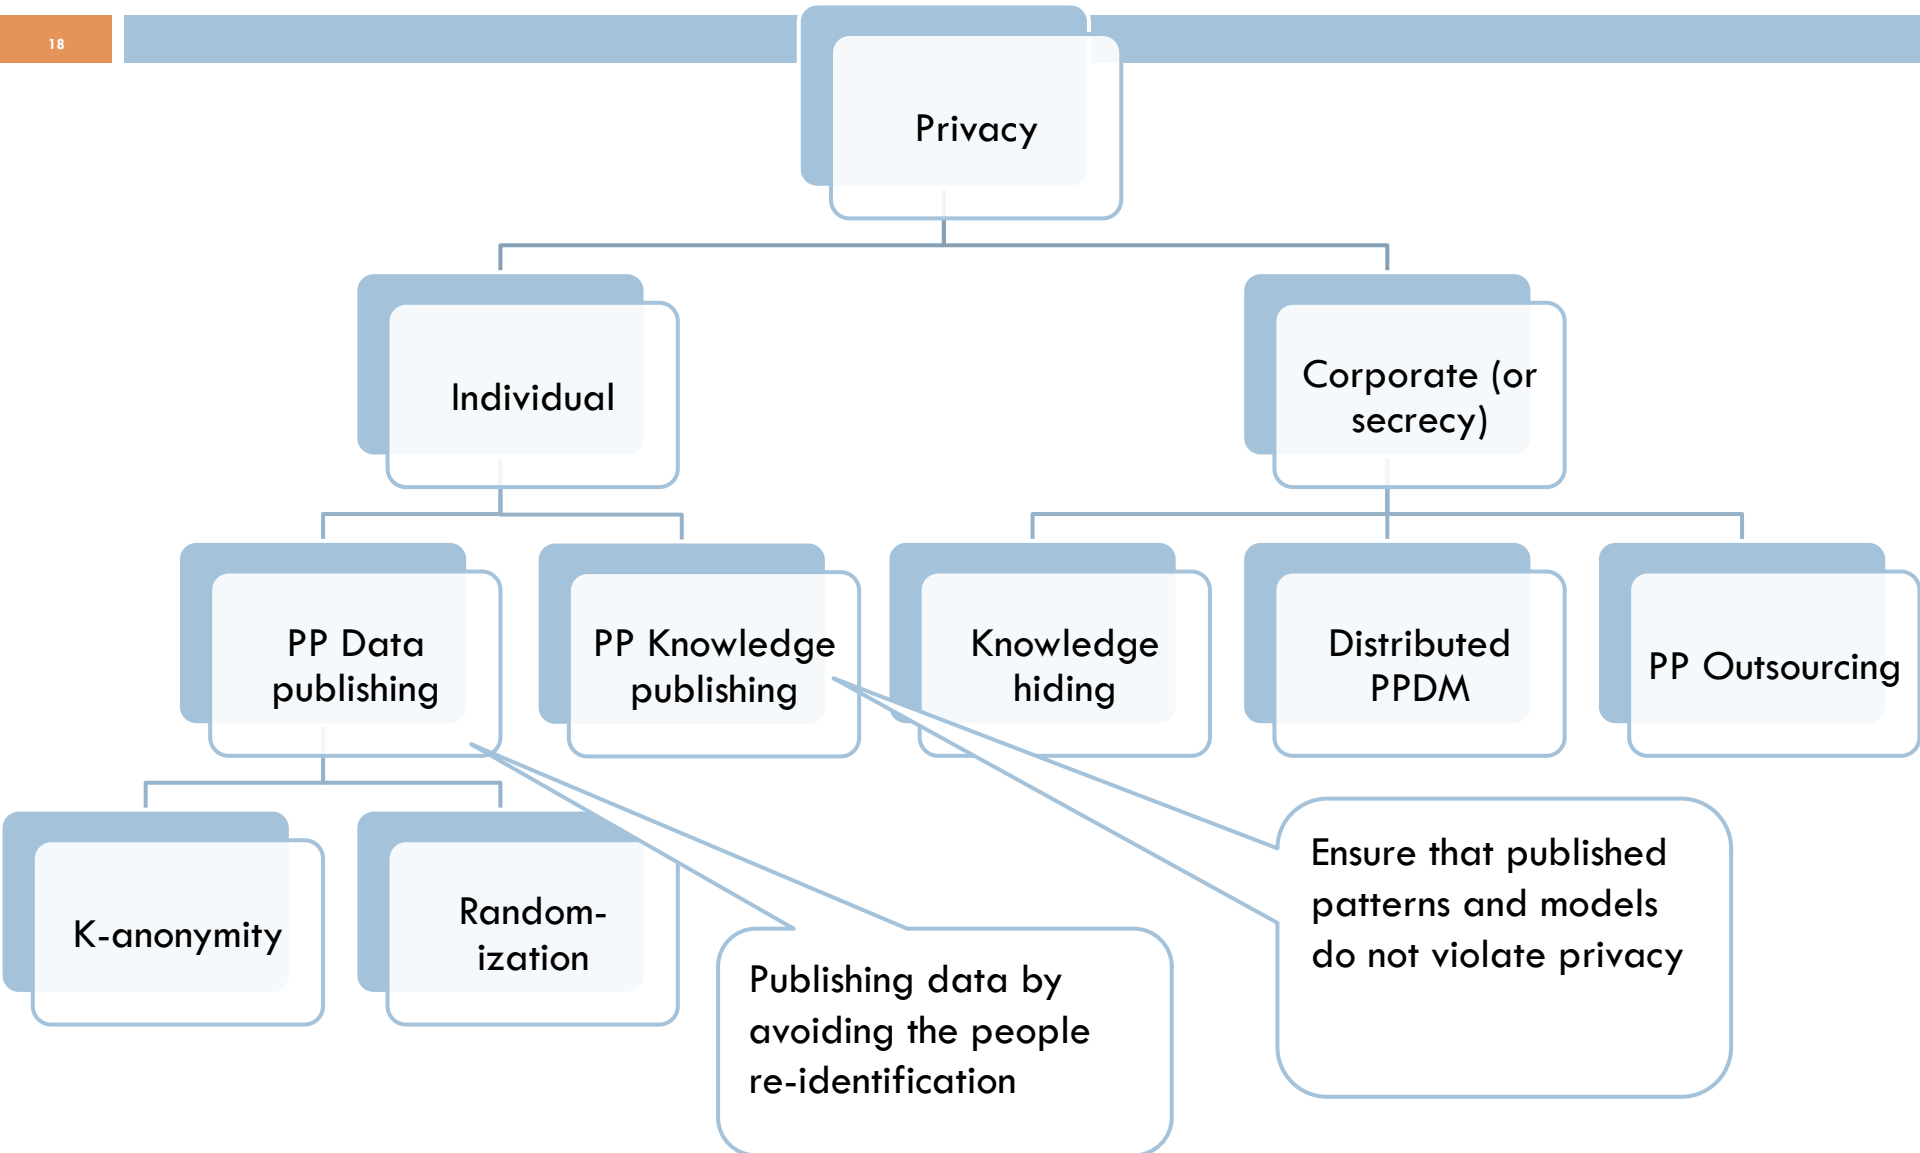 18
Privacy
Individual
Corporate (or
secrecy)
PP Data
publishing
PP Knowledge
publishing
Knowledge
hiding
Distributed
PPDM
PP Outsourcing
K-anonymity
Random-
ization
Publishing data by
avoiding the people
re-identification
Ensure that published
patterns and models
do not violate privacy